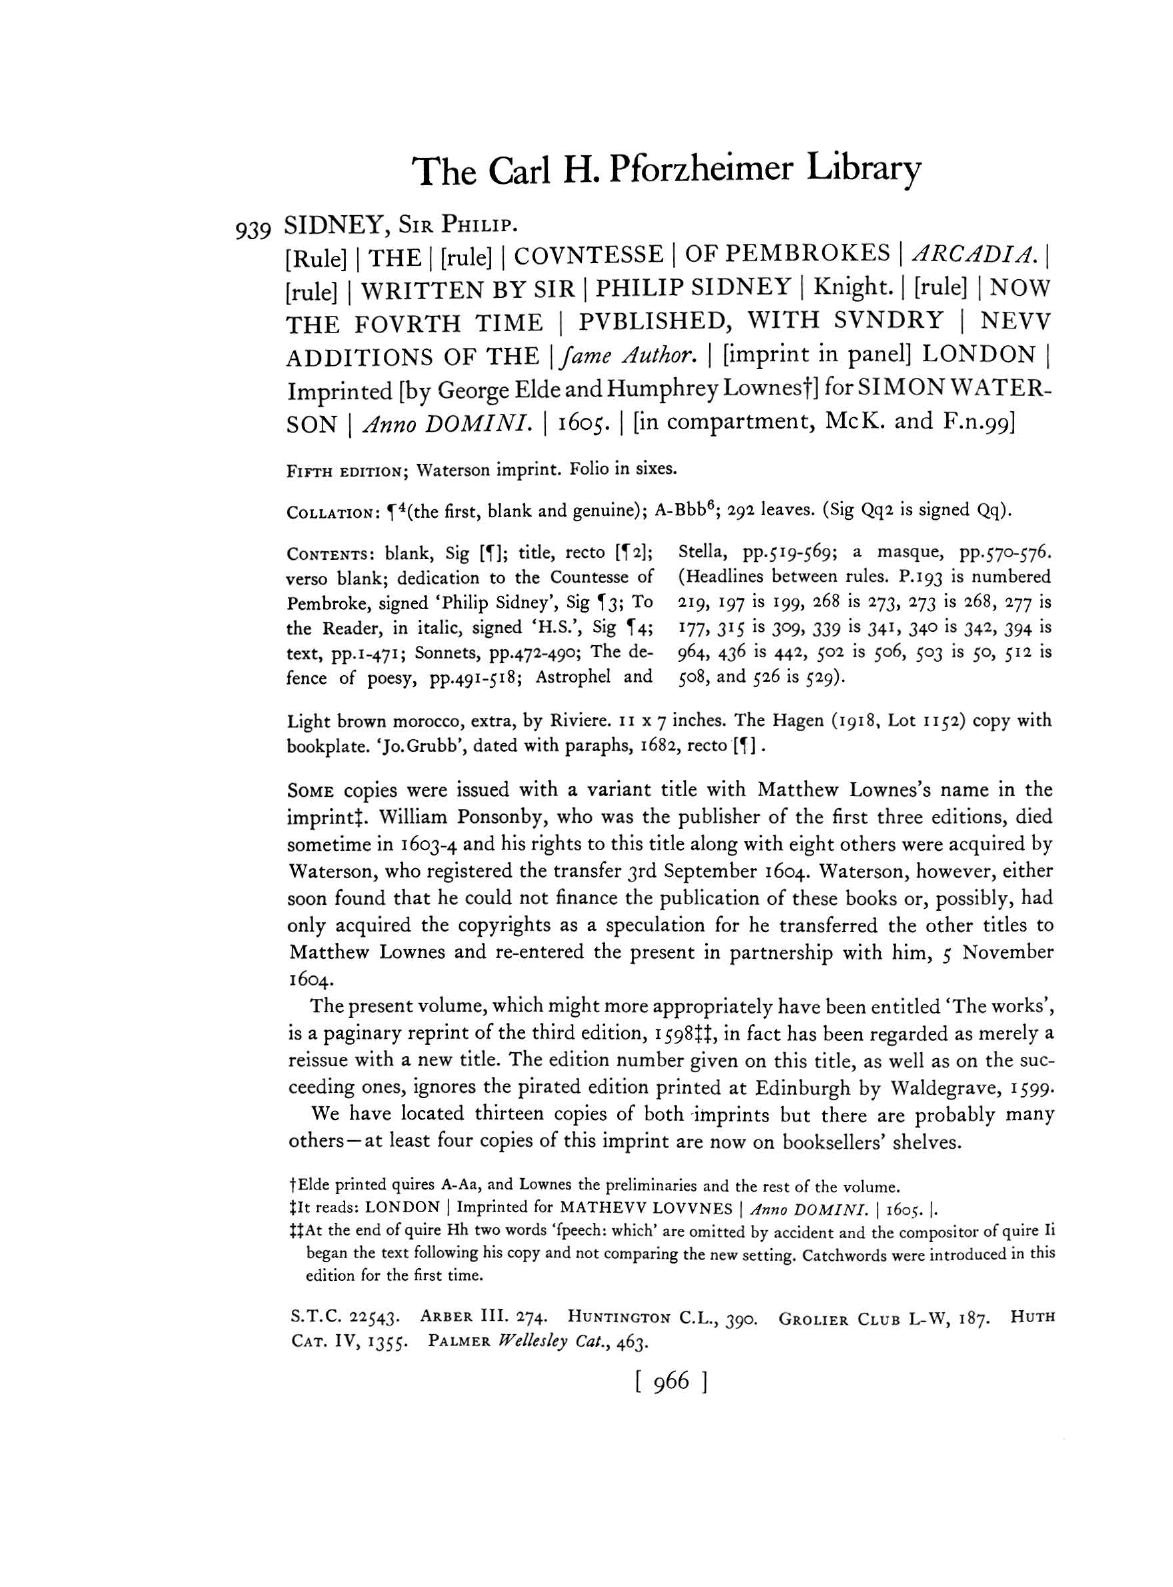 The Carl H. Pforzheimer Library
939 SIDNEY, SIR PHILIP.
[Rule] | THE | [rule] | COVNTESSE | OF PEMBROKES | ARCADIA. |
[rule] | WRITTEN BY SIR | PHILIP SIDNEY | Knight. | [rule] | NOW
THE FOVRTH TIME | PVBLISHED, WITH SVNDRY | NEVV
ADDITIONS OF THE | ſame Author. | [imprint in panel] LONDON |
Imprinted [by George Elde and Humphrey Lownes†] for SIMON WATER-
SON | Anno DOMINI. | 1605. | [in compartment, McK. and F.n.99]
FIFTH EDITION; Waterson imprint. Folio in sixes.
COLLATION: ¶⁴(the first, blank and genuine); A-Bbb⁶; 292 leaves. (Sig Qq2 is signed Qq).
CONTENTS: blank, Sig [¶]; title, recto [¶2];
verso blank; dedication to the Countesse of
Pembroke, signed ‘Philip Sidney’, Sig ¶3; To
the Reader, in italic, signed ‘H.S.’, Sig ¶4;
text, pp.1-471; Sonnets, pp.472-490; The de-
fence of poesy, pp.491-518; Astrophel and
Stella, pp.519-569; a masque, pp.570-576.
(Headlines between rules. P.193 is numbered
219, 197 is 199, 268 is 273, 273 is 268, 277 is
177, 315 is 309, 339 is 341, 340 is 342, 394 is
964, 436 is 442, 502 is 506, 503 is 50, 512 is
508, and 526 is 529).
Light brown morocco, extra, by Riviere. 11 x 7 inches. The Hagen (1918, Lot 1152) copy with
bookplate. ‘Jo.Grubb’, dated with paraphs, 1682, recto [¶] .
SOME copies were issued with a variant title with Matthew Lownes's name in the
imprint‡. William Ponsonby, who was the publisher of the first three editions, died
sometime in 1603-4 and his rights to this title along with eight others were acquired by
Waterson, who registered the transfer 3rd September 1604. Waterson, however, either
soon found that he could not finance the publication of these books or, possibly, had
only acquired the copyrights as a speculation for he transferred the other titles to
Matthew Lownes and re-entered the present in partnership with him, 5 November
1604.
The present volume, which might more appropriately have been entitled ‘The works’,
is a paginary reprint of the third edition, 1598‡‡, in fact has been regarded as merely a
reissue with a new title. The edition number given on this title, as well as on the suc-
ceeding ones, ignores the pirated edition printed at Edinburgh by Waldegrave, 1599.
We have located thirteen copies of both imprints but there are probably many
others—at least four copies of this imprint are now on booksellers' shelves.
†Elde printed quires A-Aa, and Lownes the preliminaries and the rest of the volume.
‡It reads: LONDON | Imprinted for MATHEVV LOVVNES | Anno DOMINI. | 1605. |.
‡‡At the end of quire Hh two words ‘ſpeech: which’ are omitted by accident and the compositor of quire Ii
began the text following his copy and not comparing the new setting. Catchwords were introduced in this
edition for the first time.
S.T.C. 22543. ARBER III. 274. HUNTINGTON C.L., 390. GROLIER CLUB L-W, 187. HUTH
CAT. IV, 1355. PALMER Wellesley Cat., 463.
[ 966 ]